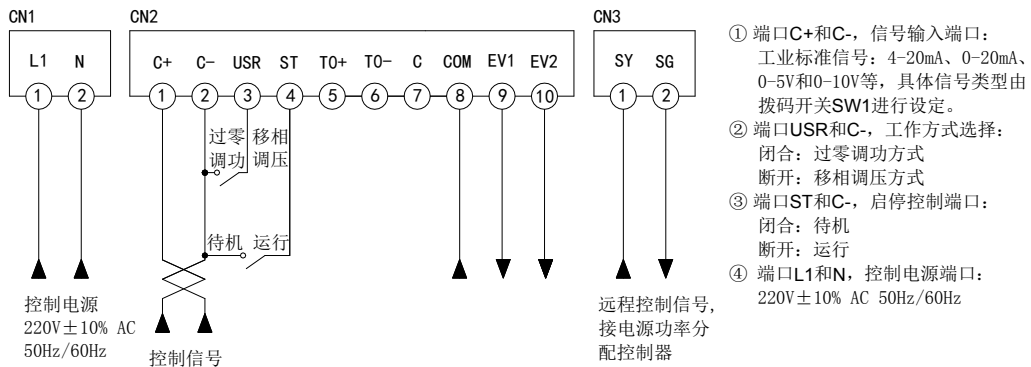 CN1
CN2
CN3
L1 N
C+ C- USR ST TO+ TO- C COM EV1 EV2
SY SG
1 2
1 2 3 4 5 6 7 8 9 10
1 2
过零 移相
调功 调压
待机 运行
控制电源
220V±10% AC
50Hz/60Hz
控制信号
远程控制信号,
接电源功率分
配控制器
① 端口C+和C-，信号输入端口：
工业标准信号：4-20mA、0-20mA、
0-5V和0-10V等，具体信号类型由
拨码开关SW1进行设定。
② 端口USR和C-，工作方式选择：
闭合：过零调功方式
断开：移相调压方式
③ 端口ST和C-，启停控制端口：
闭合：待机
断开：运行
④ 端口L1和N，控制电源端口：
220V±10% AC 50Hz/60Hz